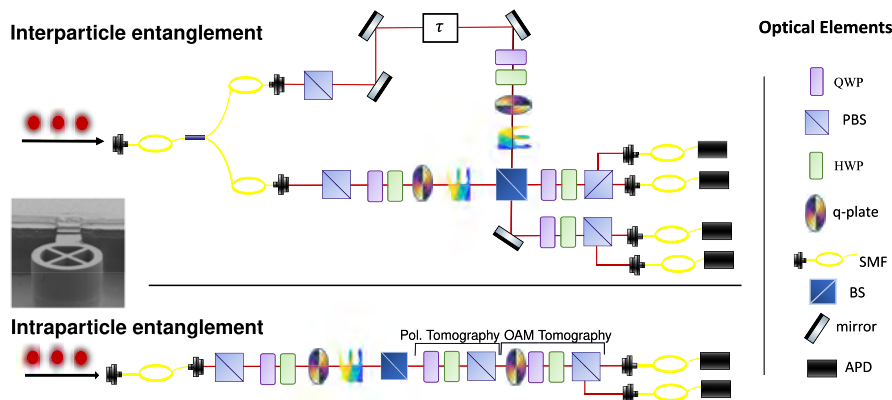 Interparticle entanglement
τ
Optical Elements
QWP
PBS
HWP
q-plate
SMF
BS
mirror
APD
Intraparticle entanglement
Pol. Tomography
OAM Tomography